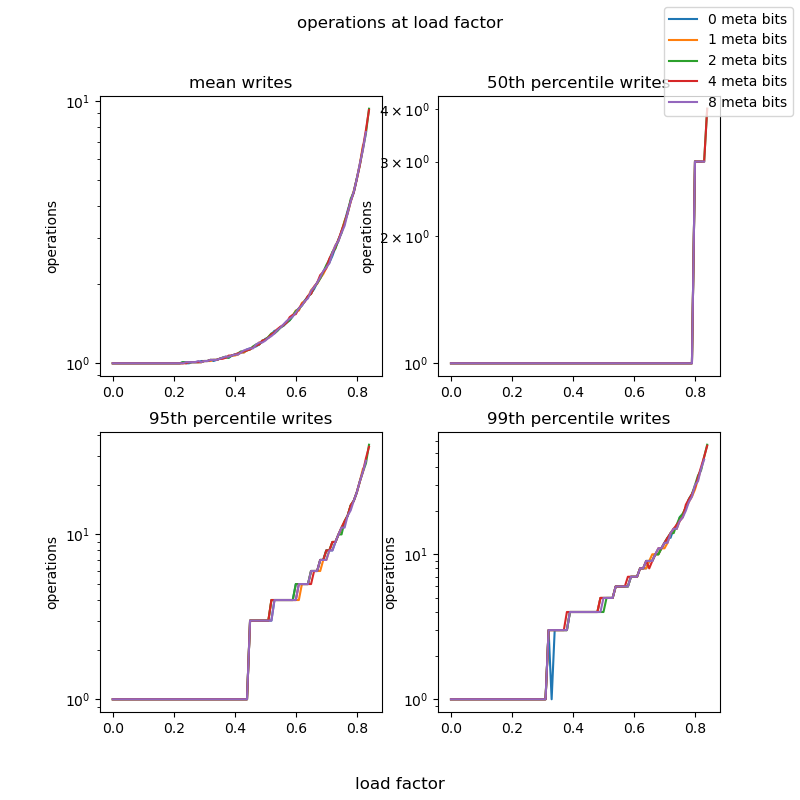 operations at load factor
0 meta bits
1 meta bits
2 meta bits
4 meta bits
8 meta bits
mean writes
operations
10¹
10⁰
0.0 0.2 0.4 0.6 0.8
50th percentile writes
operations
4 × 10⁰
3 × 10⁰
2 × 10⁰
10⁰
0.0 0.2 0.4 0.6 0.8
95th percentile writes
operations
10¹
10⁰
0.0 0.2 0.4 0.6 0.8
99th percentile writes
operations
10¹
10⁰
0.0 0.2 0.4 0.6 0.8
load factor